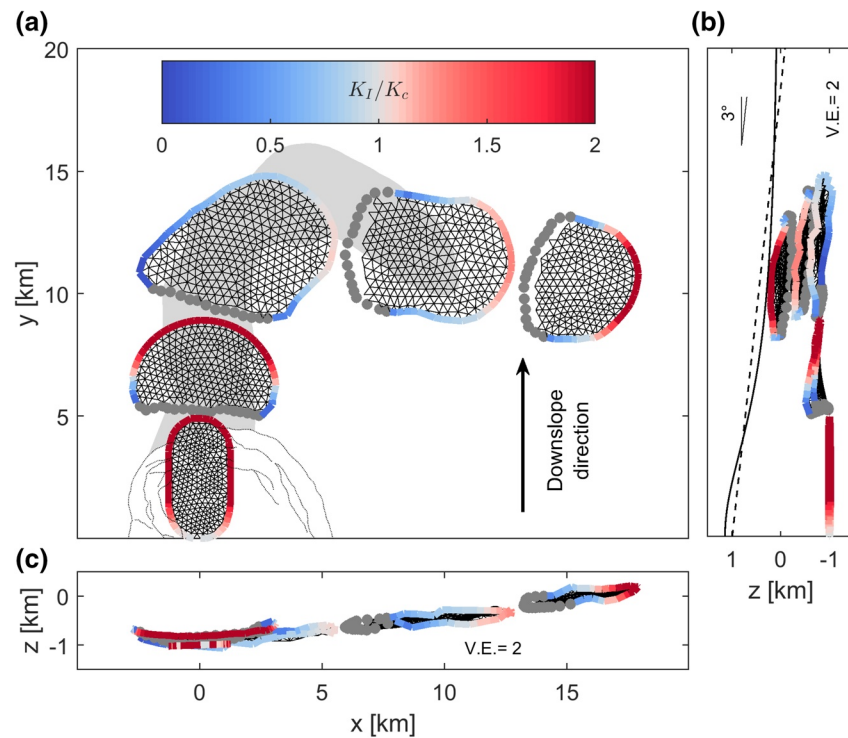 (a)
(b)
20
15
10
5
y [km]
K_I/K_c
0 0.5 1 1.5 2
Downslope
direction
3°
V.E.= 2
1 0 -1
z [km]
(c)
0
-1
z [km]
V.E.= 2
0 5 10 15
x [km]